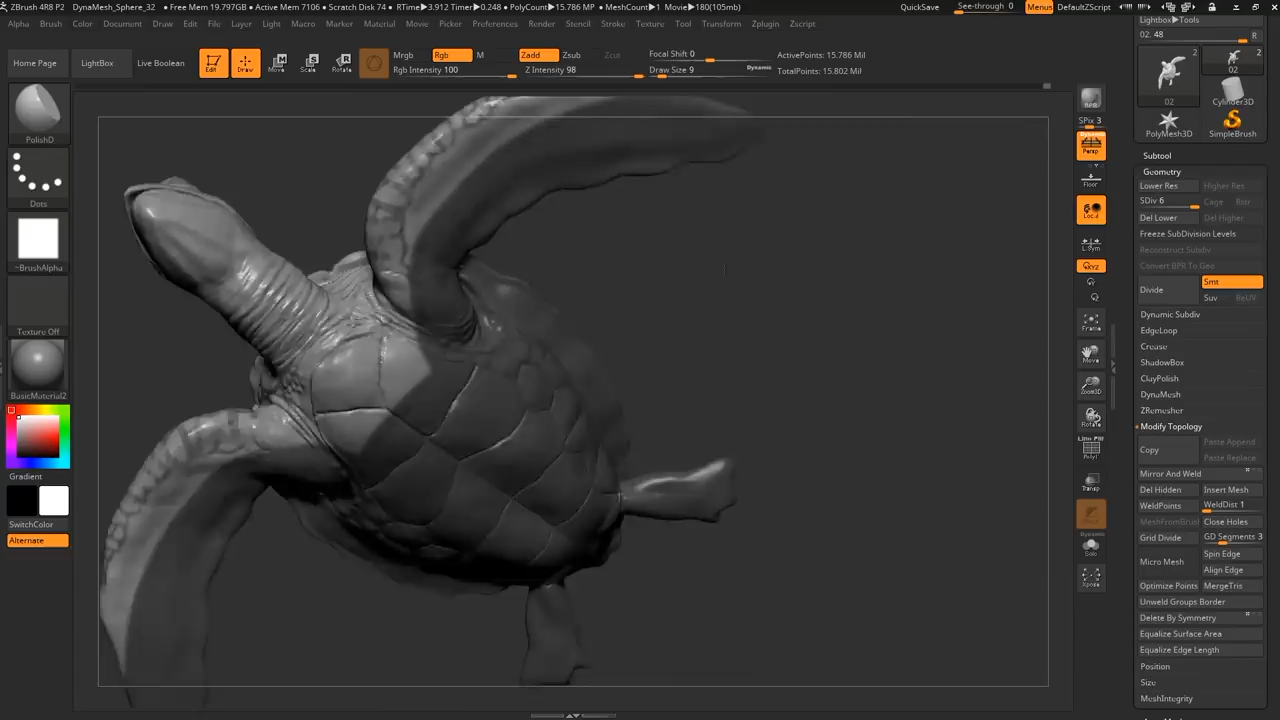 ZBrush 4R8 P2 DynaMesh_Sphere_32 • Free Mem 19.797GB • Active Mem 7106 • Scratch Disk 74 • RTime▶3.912 Timer▶0.248 • PolyCount▶15.786 MP • MeshCount▶1 Movie▶180(105mb) QuickSave See-through 0 Menus DefaultZScript
Alpha Brush Color Document Draw Edit File Layer Light Macro Marker Material Movie Picker Preferences Render Stencil Stroke Texture Tool Transform Zplugin Zscript
Home Page LightBox Live Boolean Edit Draw Move Scale Rotate
Mrgb Rgb M Zadd Zsub Zcut
Rgb Intensity 100 Z Intensity 98
Focal Shift 0
Draw Size 9 Dynamic
ActivePoints: 15.786 Mil
TotalPoints: 15.802 Mil
PolishD
Dots
~BrushAlpha
Texture Off
BasicMaterial2
Gradient
SwitchColor
Alternate
BPR
SPix 3
Dynamic
Persp
Floor
Local
L.Sym
XYZ
Frame
Move
Zoom3D
Rotate
Line Fill
PolyF
Transp
Dynamic
Solo
Xpose
Lightbox▶Tools
02. 48 R
2 2
02 02
Cylinder3D
PolyMesh3D SimpleBrush
Subtool
Geometry
Lower Res Higher Res
SDiv 6 Cage Rstr
Del Lower Del Higher
Freeze SubDivision Levels
Reconstruct Subdiv
Convert BPR To Geo
Divide Smt
Suv ReUV
Dynamic Subdiv
EdgeLoop
Crease
ShadowBox
ClayPolish
DynaMesh
ZRemesher
Modify Topology
Copy Paste Append
Paste Replace
Mirror And Weld
Del Hidden Insert Mesh
WeldPoints WeldDist 1
MeshFromBrush Close Holes
Grid Divide GD Segments 3
Micro Mesh Spin Edge
Align Edge
Optimize Points MergeTris
Unweld Groups Border
Delete By Symmetry
Equalize Surface Area
Equalize Edge Length
Position
Size
MeshIntegrity